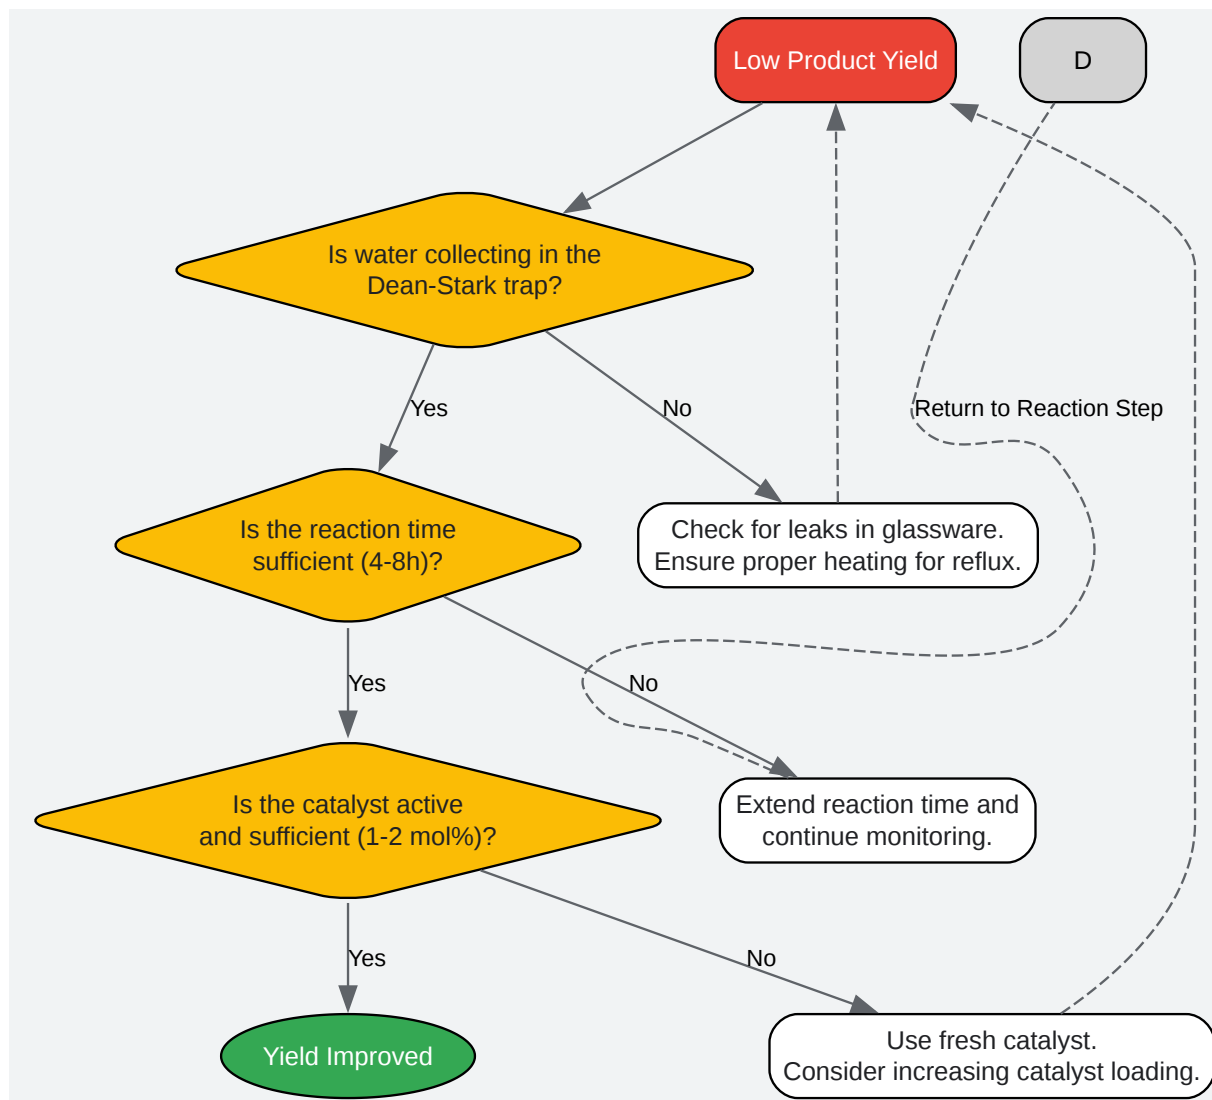 Low Product Yield
D
Is water collecting in the
Dean-Stark trap?
Yes
No
Return to Reaction Step
Is the reaction time
sufficient (4-8h)?
Check for leaks in glassware.
Ensure proper heating for reflux.
Yes
No
Is the catalyst active
and sufficient (1-2 mol%)?
Extend reaction time and
continue monitoring.
Yes
No
Yield Improved
Use fresh catalyst.
Consider increasing catalyst loading.